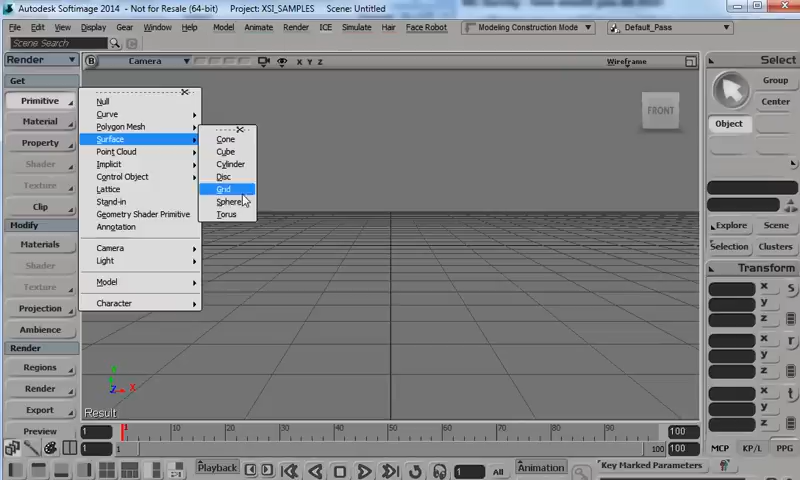 Autodesk Softimage 2014 - Not for Resale (64-bit) Project: XSI_SAMPLES Scene: Untitled
File Edit View Display Window Help Model Animate Render ICE Simulate Hair Face Robot Modeling Construction Mode Default_Pass
Scene Search
Render B Camera X Y Z Wireframe Select
Get
Primitive
Material
Property
Shader
Texture
Clip
Modify
Materials
Shader
Texture
Projection
Ambience
Render
Regions
Render
Export
Preview
Null
Curve
Polygon Mesh
Surface
Point Cloud
Implicit
Control Object
Lattice
Stand-in
Geometry Shader Primitive
Annotation
Camera
Light
Model
Character
Cone
Cube
Cylinder
Disc
Grid
Sphere
Torus
FRONT
Group
Center
Object
Explore Scene
Selection Clusters
Transform
x S
y
z
x r
y
z
x t
y
z
Z X
Result
1 1 10 20 30 40 50 60 70 80 90 100
1 1 100 100
MCP KP/L PPG
Playback 1 All Animation Key Marked Parameters